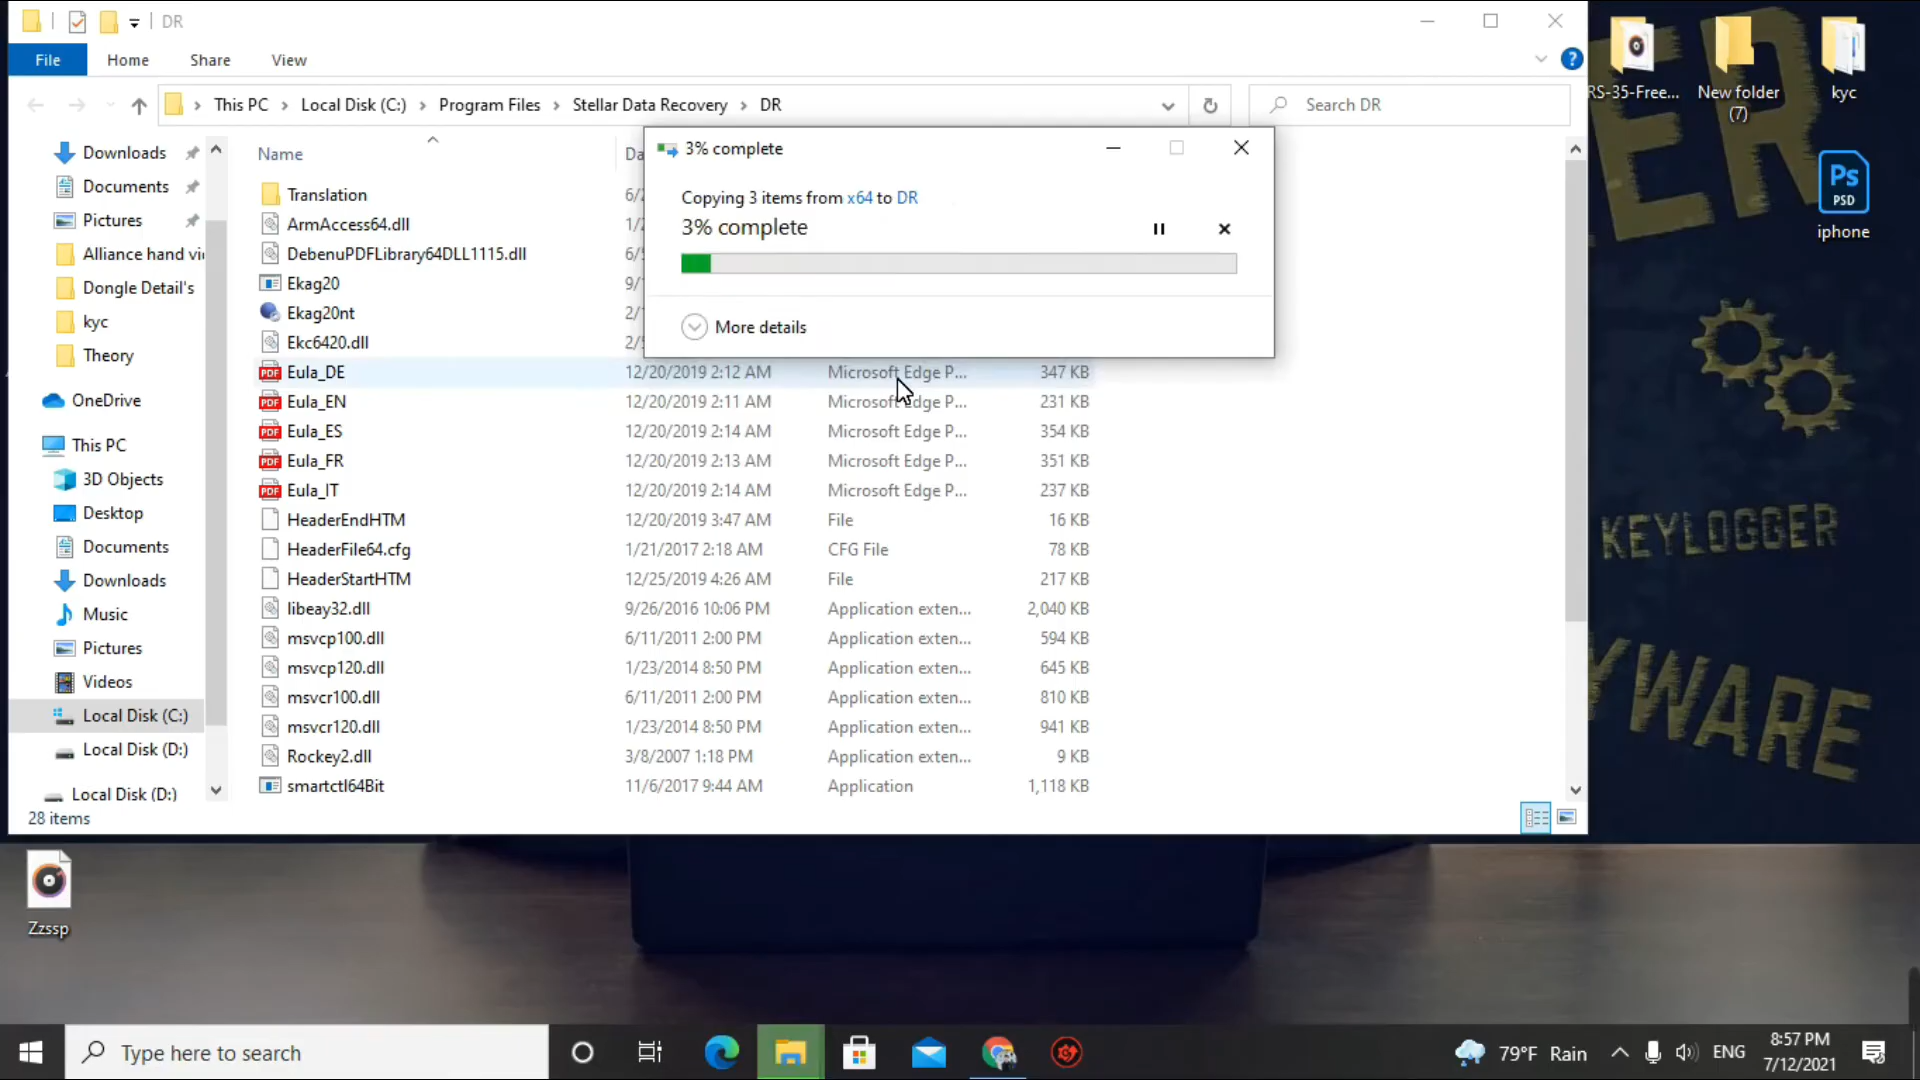 DR
File
Home
Share
View
This PC
Local Disk (C:)
Program Files
Stellar Data Recovery
DR
Search DR
Downloads
Documents
Pictures
Alliance hand vi
Dongle Detail's
kyc
Theory
OneDrive
This PC
3D Objects
Desktop
Documents
Downloads
Music
Pictures
Videos
Local Disk (C:)
Local Disk (D:)
Local Disk (D:)
Name
Da
Translation 6/2
ArmAccess64.dll 1/2
DebenuPDFLibrary64DLL1115.dll 6/5
Ekag20 9/1
Ekag20nt 2/1
Ekc6420.dll 2/5
Eula_DE 12/20/2019 2:12 AM Microsoft Edge P... 347 KB
Eula_EN 12/20/2019 2:11 AM Microsoft Edge P... 231 KB
Eula_ES 12/20/2019 2:14 AM Microsoft Edge P... 354 KB
Eula_FR 12/20/2019 2:13 AM Microsoft Edge P... 351 KB
Eula_IT 12/20/2019 2:14 AM Microsoft Edge P... 237 KB
HeaderEndHTM 12/20/2019 3:47 AM File 16 KB
HeaderFile64.cfg 1/21/2017 2:18 AM CFG File 78 KB
HeaderStartHTM 12/25/2019 4:26 AM File 217 KB
libeay32.dll 9/26/2016 10:06 PM Application exten... 2,040 KB
msvcp100.dll 6/11/2011 2:00 PM Application exten... 594 KB
msvcp120.dll 1/23/2014 8:50 PM Application exten... 645 KB
msvcr100.dll 6/11/2011 2:00 PM Application exten... 810 KB
msvcr120.dll 1/23/2014 8:50 PM Application exten... 941 KB
Rockey2.dll 3/8/2007 1:18 PM Application exten... 9 KB
smartctl64Bit 11/6/2017 9:44 AM Application 1,118 KB
28 items
3% complete
Copying 3 items from x64 to DR
3% complete
More details
RS-35-Free...
New folder
(7)
kyc
Ps
PSD
iphone
ER
KEYLOGGER
YWARE
Zzssp
Type here to search
79°F Rain
ENG
8:57 PM
7/12/2021